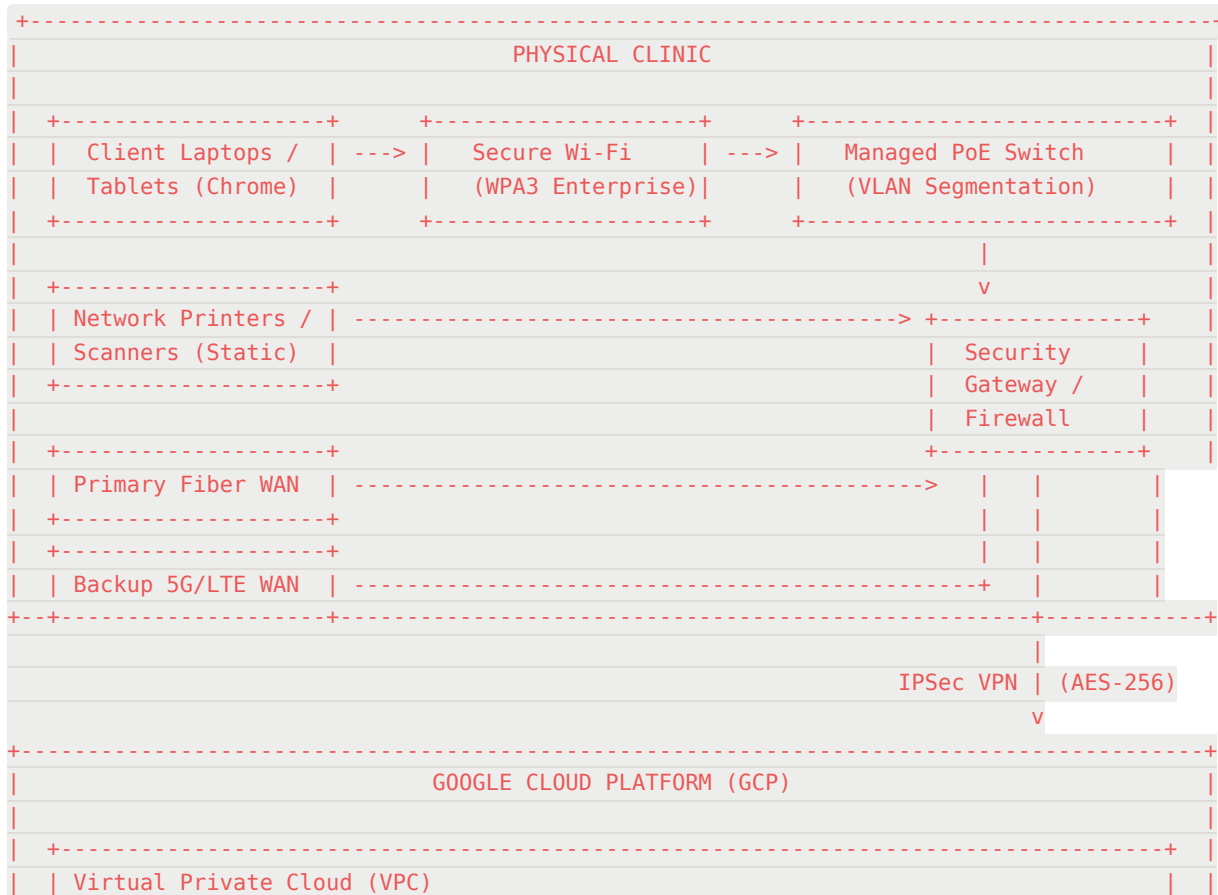 +------------------------------------------------------------------------------------------
|                                     PHYSICAL CLINIC                                     |
|                                                                                         |
|  +--------------------+      +--------------------+      +---------------------------+  |
|  |  Client Laptops /  | ---> |   Secure Wi-Fi     | ---> |   Managed PoE Switch      |  |
|  |  Tablets (Chrome)  |      |   (WPA3 Enterprise)|      |   (VLAN Segmentation)     |  |
|  +--------------------+      +--------------------+      +---------------------------+  |
|                                                                        |                |
|  +--------------------+                                                v                |
|  | Network Printers / | -----------------------------------------> +---------------+    |
|  | Scanners (Static)  |                                            |  Security     |    |
|  +--------------------+                                            |  Gateway /    |    |
|                                                                    |  Firewall     |    |
|  +--------------------+                                            +---------------+    |
|  | Primary Fiber WAN  | ------------------------------------------->   |   |        |
|  +--------------------+                                                |   |        |
|  +--------------------+                                                |   |        |
|  | Backup 5G/LTE WAN  | -----------------------------------------------+   |        |
+--+--------------------+----------------------------------------------------+------------+
                                                                             |
                                                                   IPSec VPN | (AES-256)
                                                                             v
+-----------------------------------------------------------------------------------------+
|                               GOOGLE CLOUD PLATFORM (GCP)                               |
|                                                                                         |
|  +-----------------------------------------------------------------------------------+  |
|  | Virtual Private Cloud (VPC)                                                       |  |